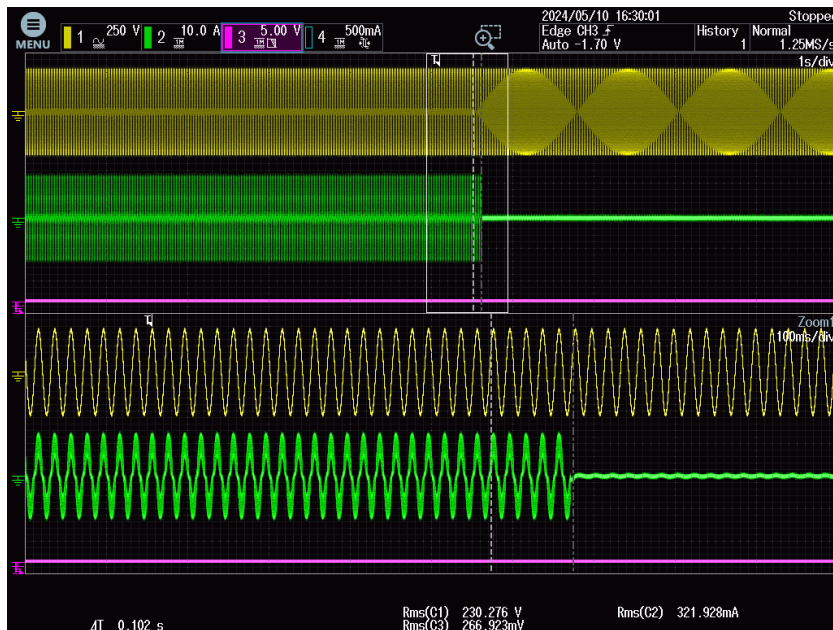 2024/05/10 16:30:01 Stopped
MENU 1 250 V 2 10.0 A 3 5.00 V 4 500mA Edge CH3 History Normal
Auto -1.70 V 1 1.25MS/s
1s/div
T
T Zoom1
100ms/div
Rms(C1) 230.276 V Rms(C2) 321.928mA
ΔT 0.102 s Rms(C3) 266.923mV